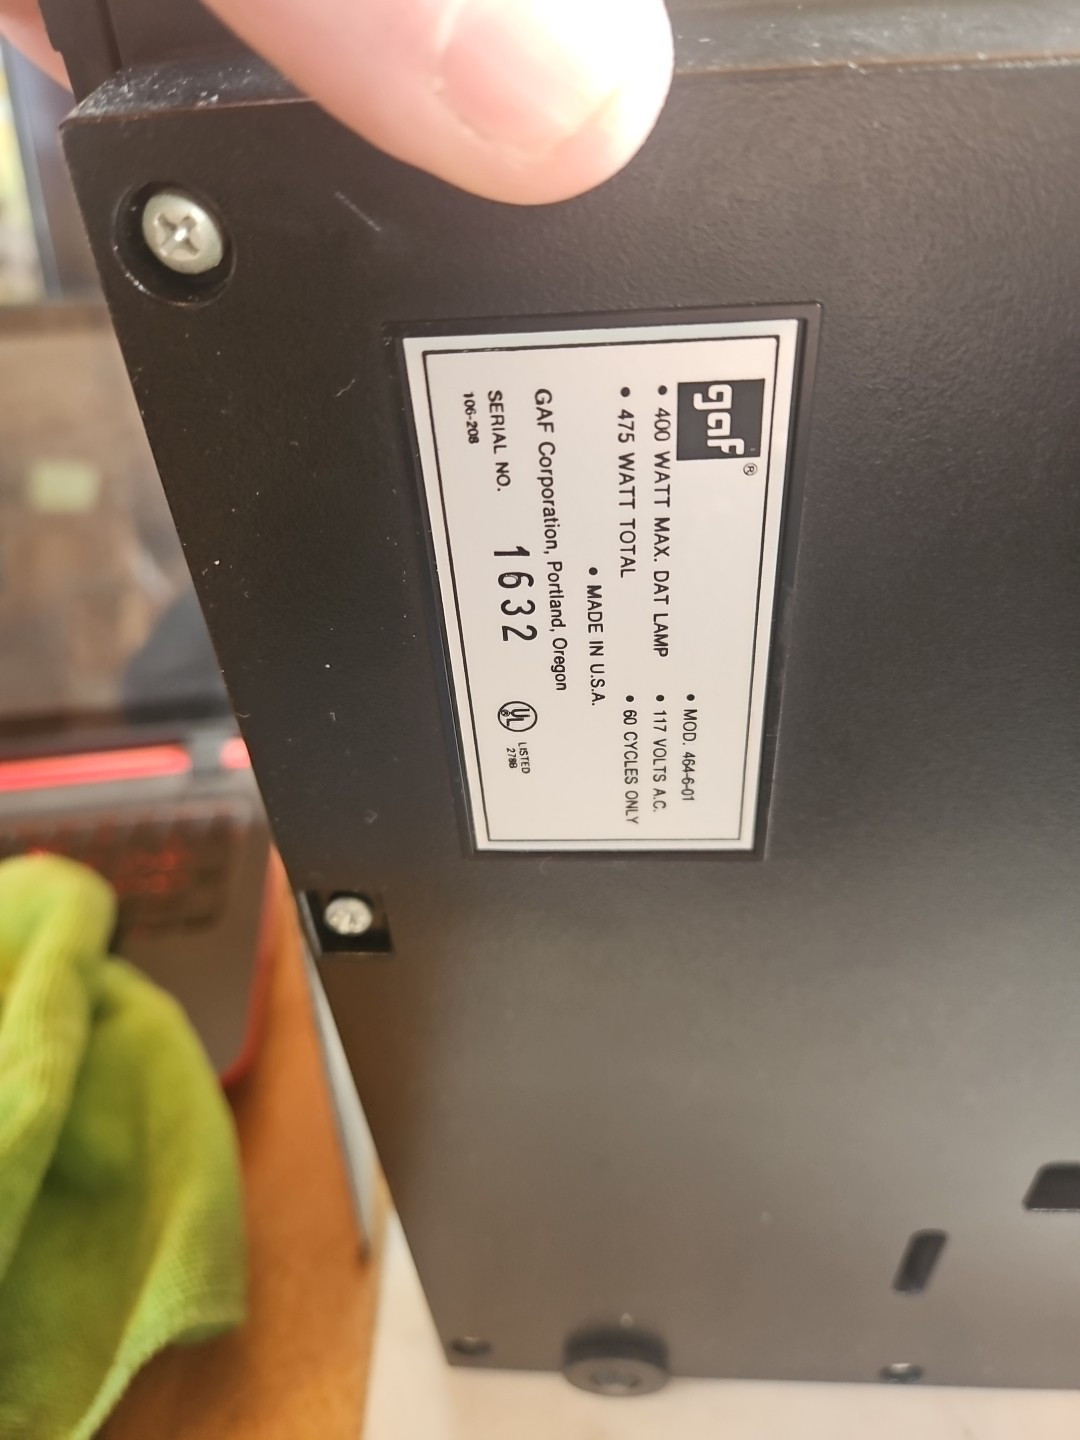 gaf®
• MOD. 464-6-01
• 400 WATT MAX. DAT LAMP
• 117 VOLTS A.C.
• 475 WATT TOTAL
• 60 CYCLES ONLY
• MADE IN U.S.A.
GAF Corporation, Portland, Oregon
SERIAL NO. 1632
106-208
UL® LISTED
278B